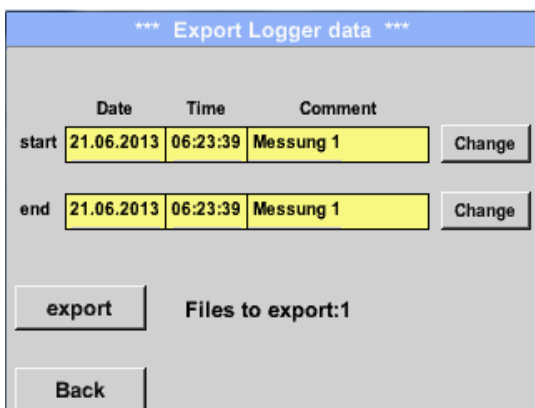 *** Export Logger data ***
Date Time Comment
start 21.06.2013 06:23:39 Messung 1 Change
end 21.06.2013 06:23:39 Messung 1 Change
export Files to export:1
Back